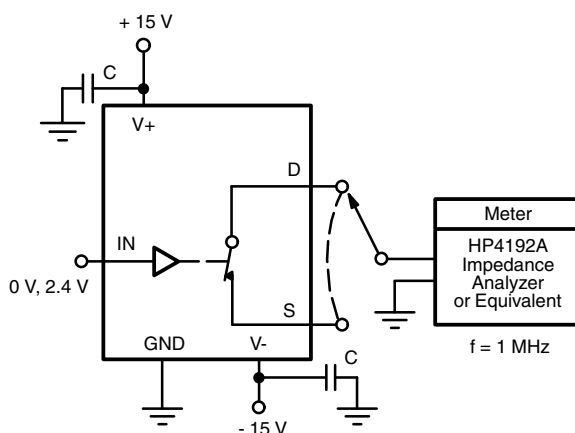 + 15 V
C
V+
D
Meter
IN
HP4192A
Impedance
Analyzer
or Equivalent
0 V, 2.4 V
S
GND
V-
C
f = 1 MHz
- 15 V